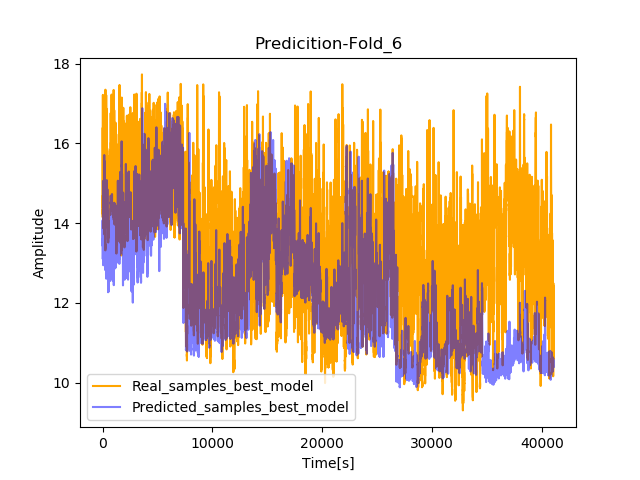 Predicition-Fold_6
18
16
14
12
10
Amplitude
Real_samples_best_model
Predicted_samples_best_model
0
10000
20000
30000
40000
Time[s]